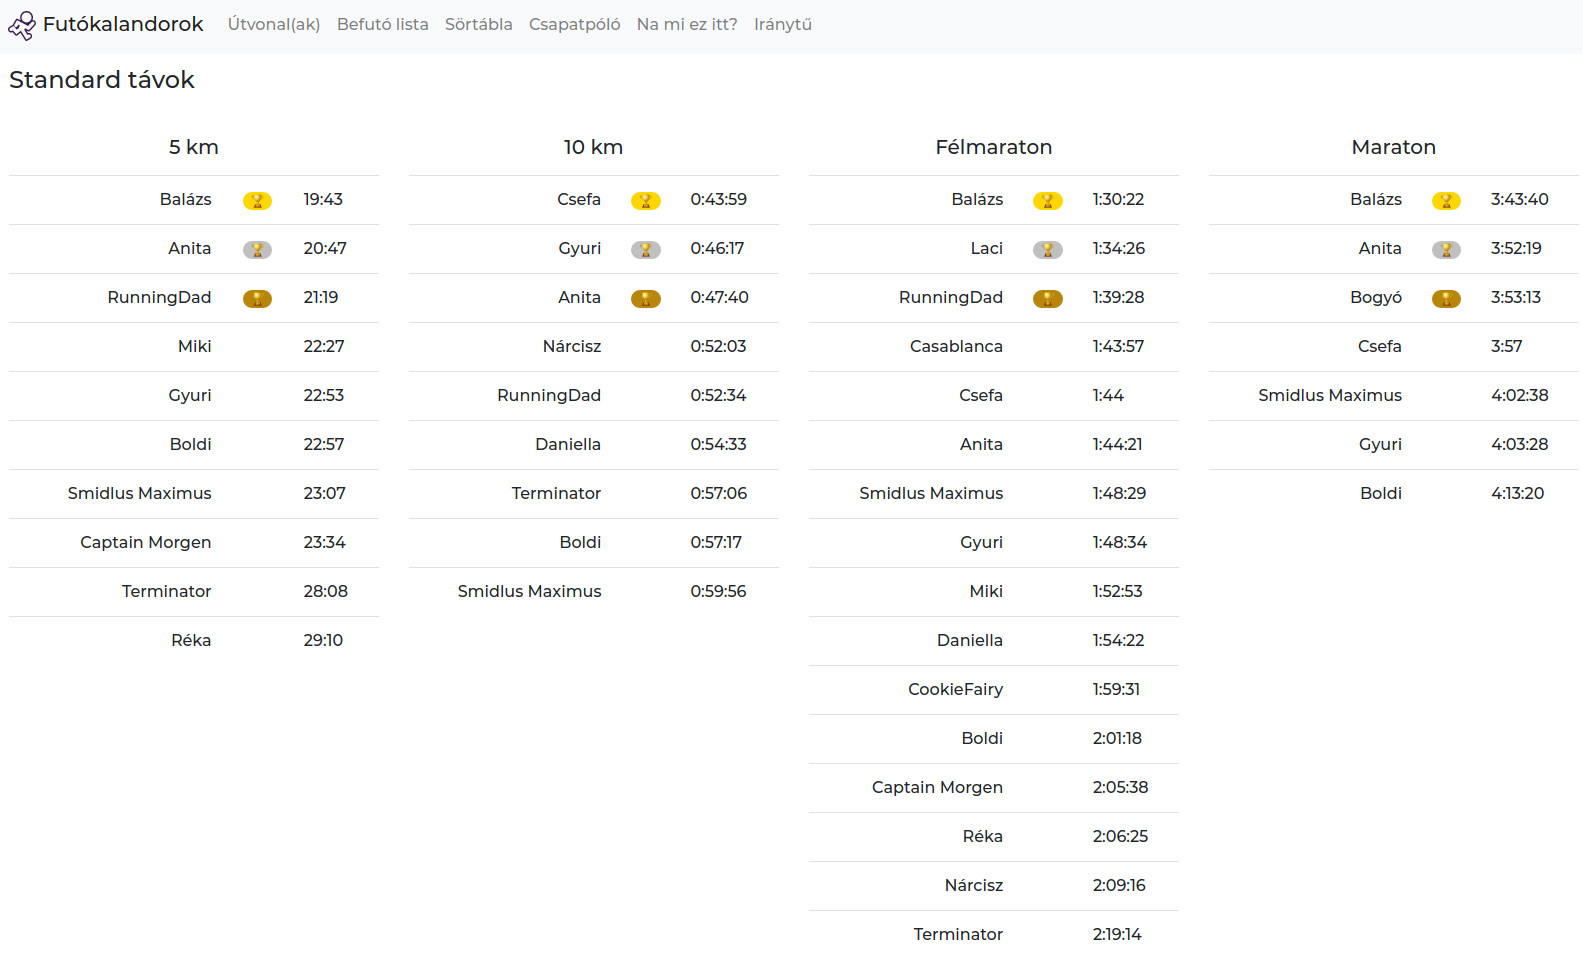 Futókalandorok Útvonal(ak) Befutó lista Sörtábla Csapatpóló Na mi ez itt? Iránytű
Standard távok
5 km
Balázs 19:43
Anita 20:47
RunningDad 21:19
Miki 22:27
Gyuri 22:53
Boldi 22:57
Smidlus Maximus 23:07
Captain Morgen 23:34
Terminator 28:08
Réka 29:10
10 km
Csefa 0:43:59
Gyuri 0:46:17
Anita 0:47:40
Nárcisz 0:52:03
RunningDad 0:52:34
Daniella 0:54:33
Terminator 0:57:06
Boldi 0:57:17
Smidlus Maximus 0:59:56
Félmaraton
Balázs 1:30:22
Laci 1:34:26
RunningDad 1:39:28
Casablanca 1:43:57
Csefa 1:44
Anita 1:44:21
Smidlus Maximus 1:48:29
Gyuri 1:48:34
Miki 1:52:53
Daniella 1:54:22
CookieFairy 1:59:31
Boldi 2:01:18
Captain Morgen 2:05:38
Réka 2:06:25
Nárcisz 2:09:16
Terminator 2:19:14
Maraton
Balázs 3:43:40
Anita 3:52:19
Bogyó 3:53:13
Csefa 3:57
Smidlus Maximus 4:02:38
Gyuri 4:03:28
Boldi 4:13:20